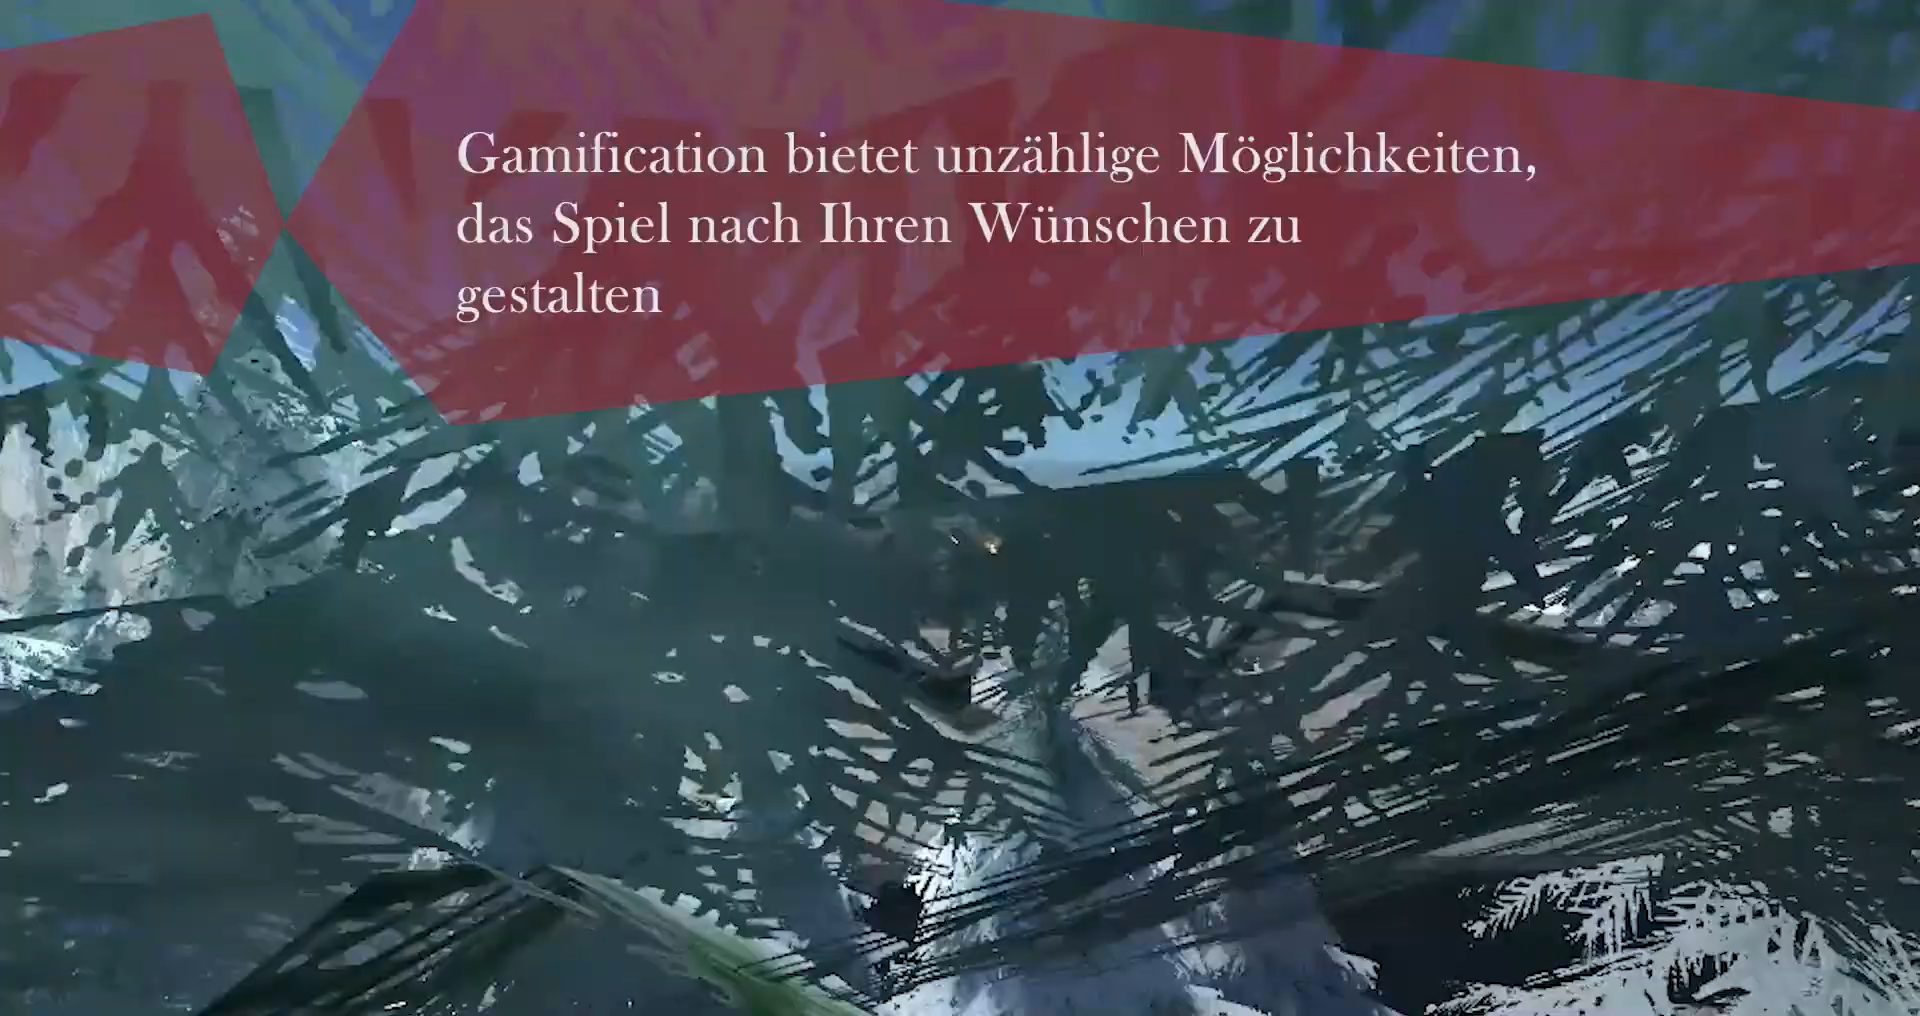 Gamification bietet unzählige Möglichkeiten,
das Spiel nach Ihren Wünschen zu
gestalten